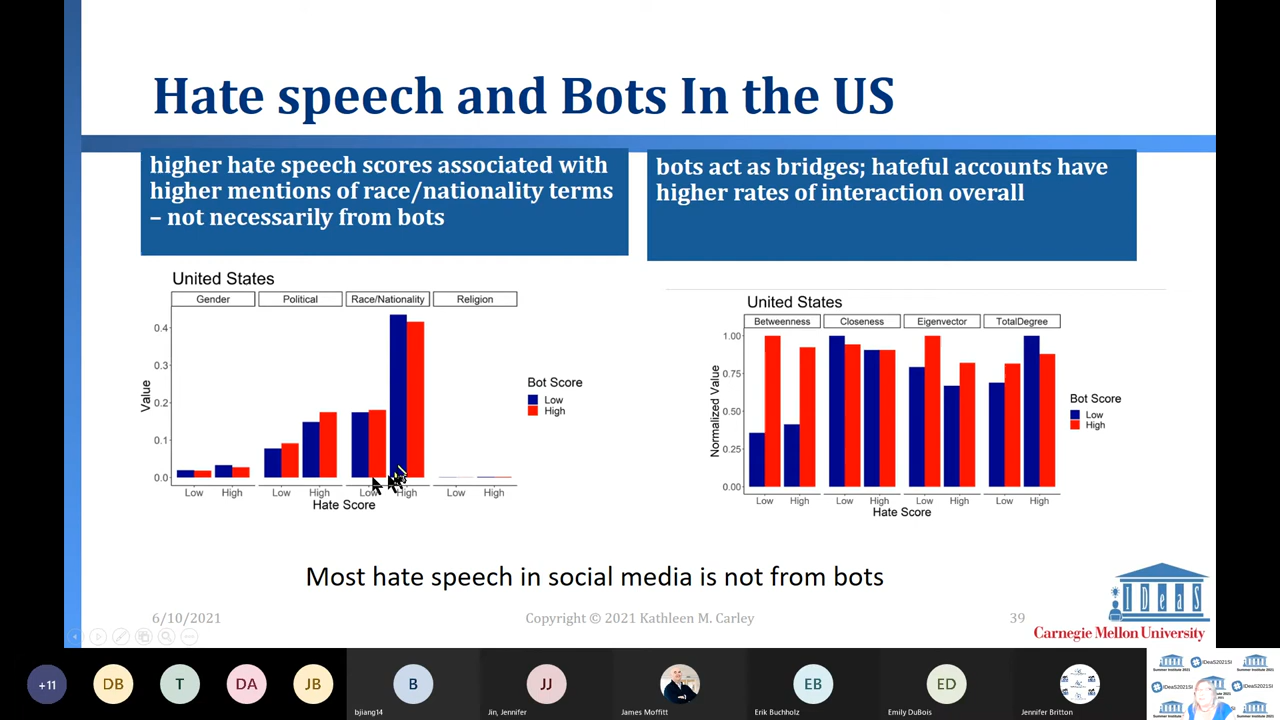 Hate speech and Bots In the US
higher hate speech scores associated with
higher mentions of race/nationality terms
– not necessarily from bots
bots act as bridges; hateful accounts have
higher rates of interaction overall
United States
Gender Political Race/Nationality Religion
Value
0.4
0.3
0.2
0.1
0.0
Low High Low High Low High Low High
Hate Score
Bot Score
Low
High
United States
Betweenness Closeness Eigenvector TotalDegree
Normalized Value
1.00
0.75
0.50
0.25
0.00
Low High Low High Low High Low High
Hate Score
Bot Score
Low
High
Most hate speech in social media is not from bots
6/10/2021
Copyright © 2021 Kathleen M. Carley
39
IDeaS
Carnegie Mellon University
+11 DB T DA JB B JJ EB ED
bjiang14 Jin, Jennifer James Moffitt Erik Buchholz Emily DuBois Jennifer Britton